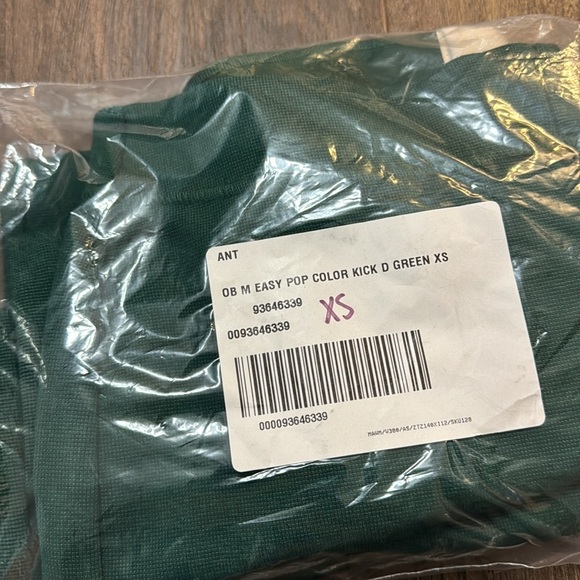 ANT
OB M EASY POP COLOR KICK D GREEN XS
93646339
XS
0093646339
000093646339